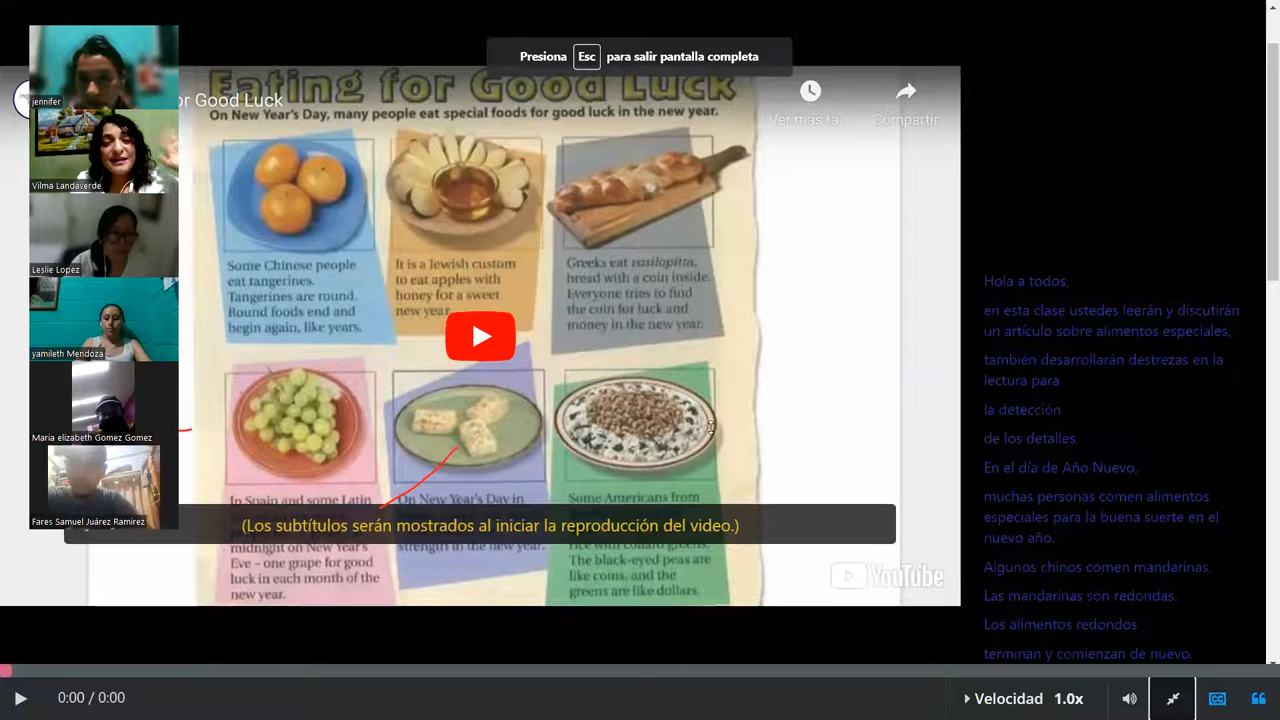 Presiona Esc para salir pantalla completa
Eating for Good Luck
or Good Luck
On New Year's Day, many people eat special foods for good luck in the new year.
Ver más ta
Compartir
jennifer
Vilma Landaverde
Leslie Lopez
yamileth Mendoza
Maria elizabeth Gomez Gomez
Fares Samuel Juárez Ramirez
Some Chinese people
eat tangerines.
Tangerines are round.
Round foods end and
begin again, like years.
It is a Jewish custom
to eat apples with
honey for a sweet
new year.
Greeks eat vasilopitta,
bread with a coin inside.
Everyone tries to find
the coin for luck and
money in the new year.
In Spain and some Latin
midnight on New Year's
Eve – one grape for good
luck in each month of the
new year.
On New Year's Day in
strength in the new year.
Some Americans from
rice with collard greens.
The black-eyed peas are
like coins, and the
greens are like dollars.
(Los subtítulos serán mostrados al iniciar la reproducción del video.)
YouTube
Hola a todos,
en esta clase ustedes leerán y discutirán
un artículo sobre alimentos especiales,
también desarrollarán destrezas en la
lectura para
la detección
de los detalles.
En el día de Año Nuevo,
muchas personas comen alimentos
especiales para la buena suerte en el
nuevo año.
Algunos chinos comen mandarinas.
Las mandarinas son redondas.
Los alimentos redondos
terminan y comienzan de nuevo.
0:00 / 0:00
Velocidad 1.0x
CC